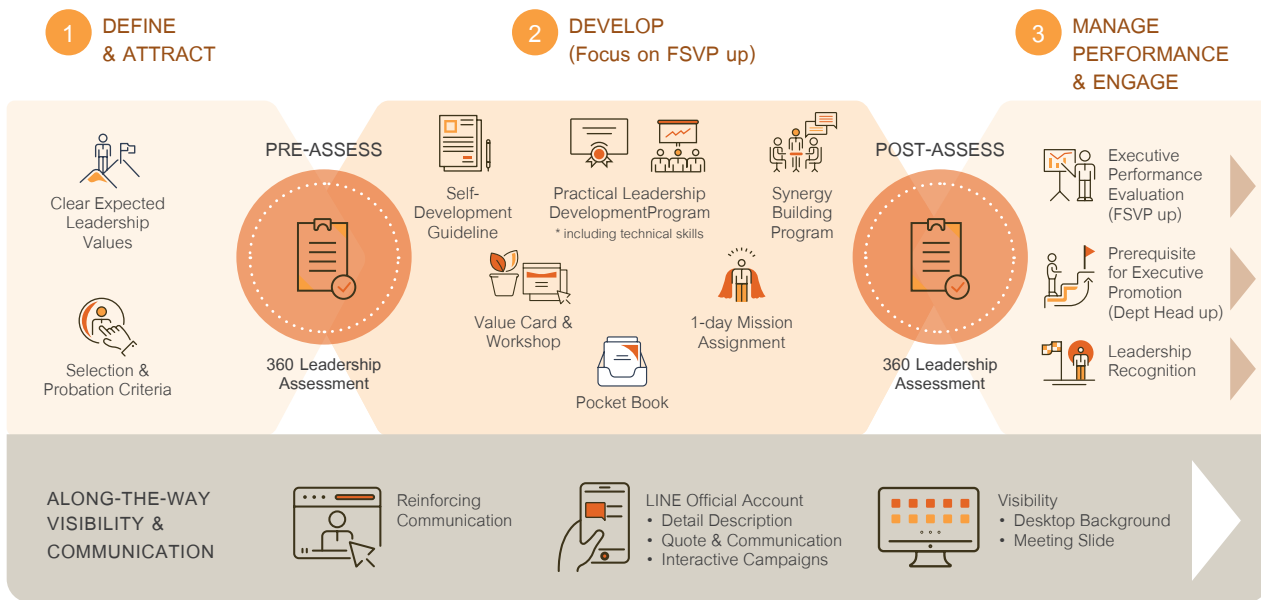 1
DEFINE
& ATTRACT
2
DEVELOP
(Focus on FSVP up)
3
MANAGE
PERFORMANCE
& ENGAGE
Clear Expected
Leadership
Values
Selection &
Probation Criteria
PRE-ASSESS
360 Leadership
Assessment
Self-
Development
Guideline
Practical Leadership
DevelopmentProgram
* including technical skills
Synergy
Building
Program
Value Card &
Workshop
1-day Mission
Assignment
Pocket Book
POST-ASSESS
360 Leadership
Assessment
Executive
Performance
Evaluation
(FSVP up)
Prerequisite
for Executive
Promotion
(Dept Head up)
Leadership
Recognition
ALONG-THE-WAY
VISIBILITY &
COMMUNICATION
Reinforcing
Communication
LINE Official Account
• Detail Description
• Quote & Communication
• Interactive Campaigns
Visibility
• Desktop Background
• Meeting Slide